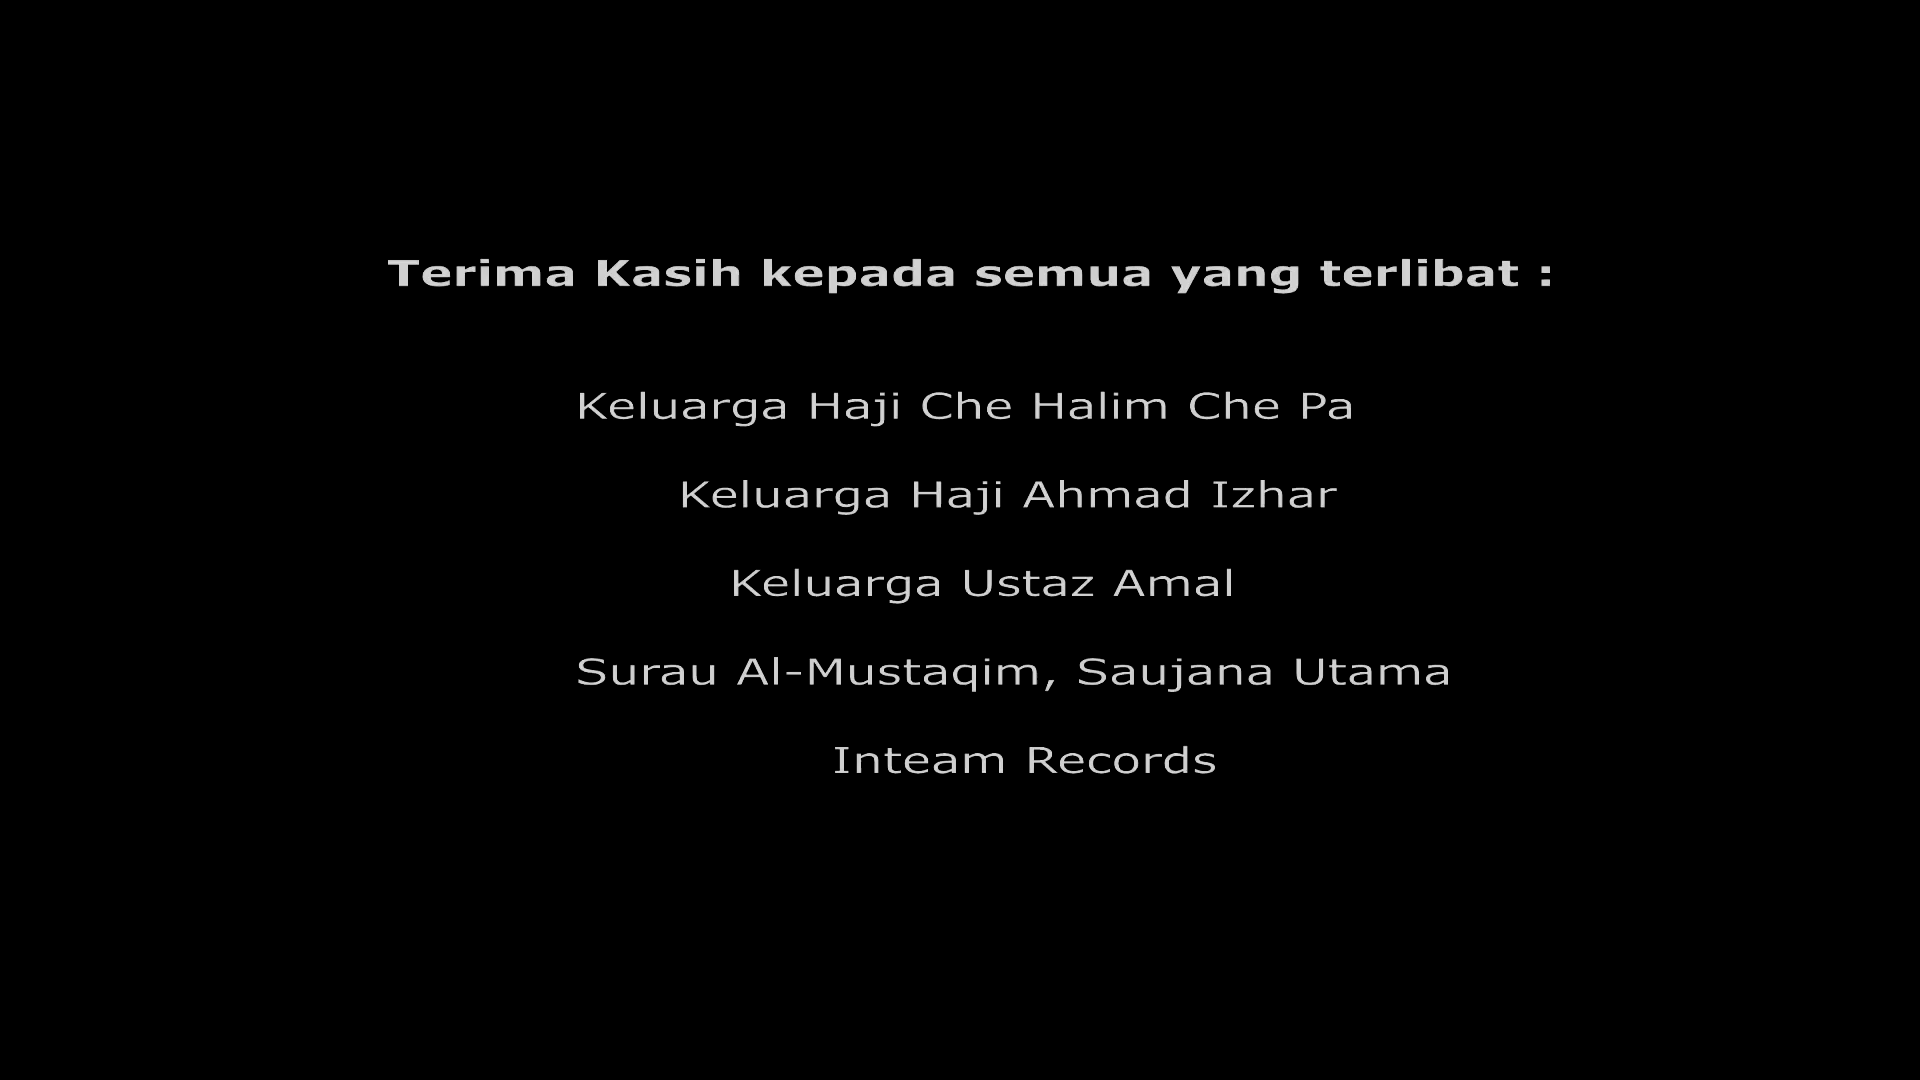 Terima Kasih kepada semua yang terlibat :
Keluarga Haji Che Halim Che Pa
Keluarga Haji Ahmad Izhar
Keluarga Ustaz Amal
Surau Al-Mustaqim, Saujana Utama
Inteam Records